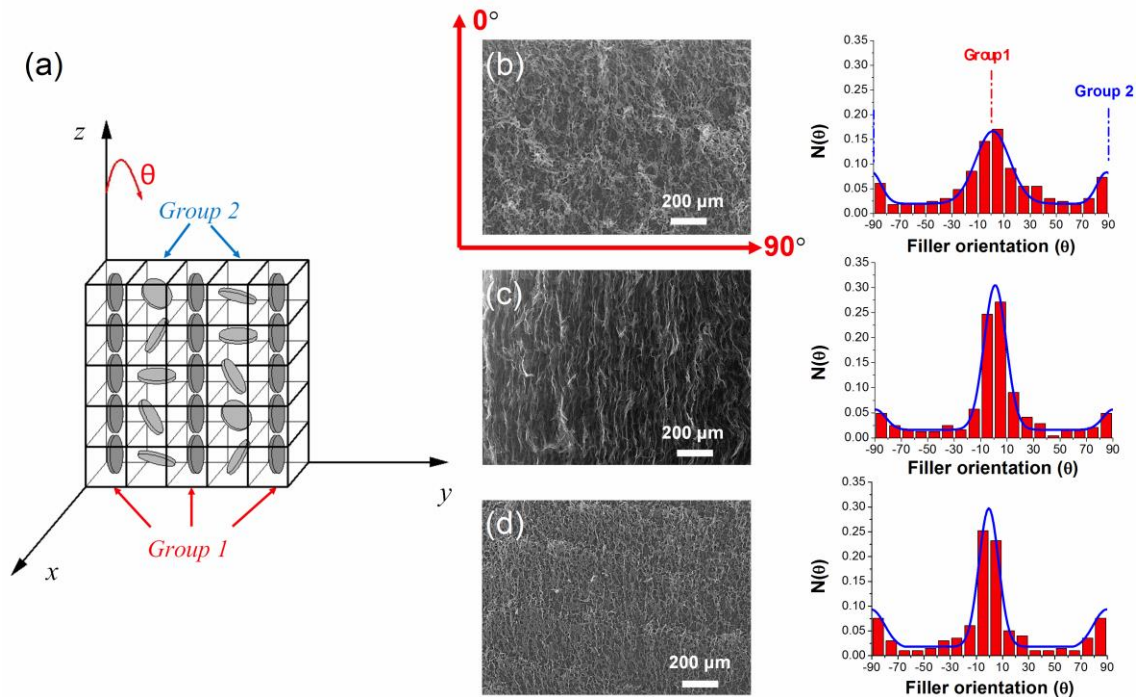 (a)
z
θ
Group 2
y
x
Group 1
0°
90°
(b)
200 μm
(c)
200 μm
(d)
200 μm
0.35
0.30
0.25
0.20
0.15
0.10
0.05
0.00
N(θ)
Group1
Group 2
-90 -70 -50 -30 -10 10 30 50 70 90
Filler orientation (θ)
0.35
0.30
0.25
0.20
0.15
0.10
0.05
0.00
N(θ)
-90 -70 -50 -30 -10 10 30 50 70 90
Filler orientation (θ)
0.35
0.30
0.25
0.20
0.15
0.10
0.05
0.00
N(θ)
-90 -70 -50 -30 -10 10 30 50 70 90
Filler orientation (θ)